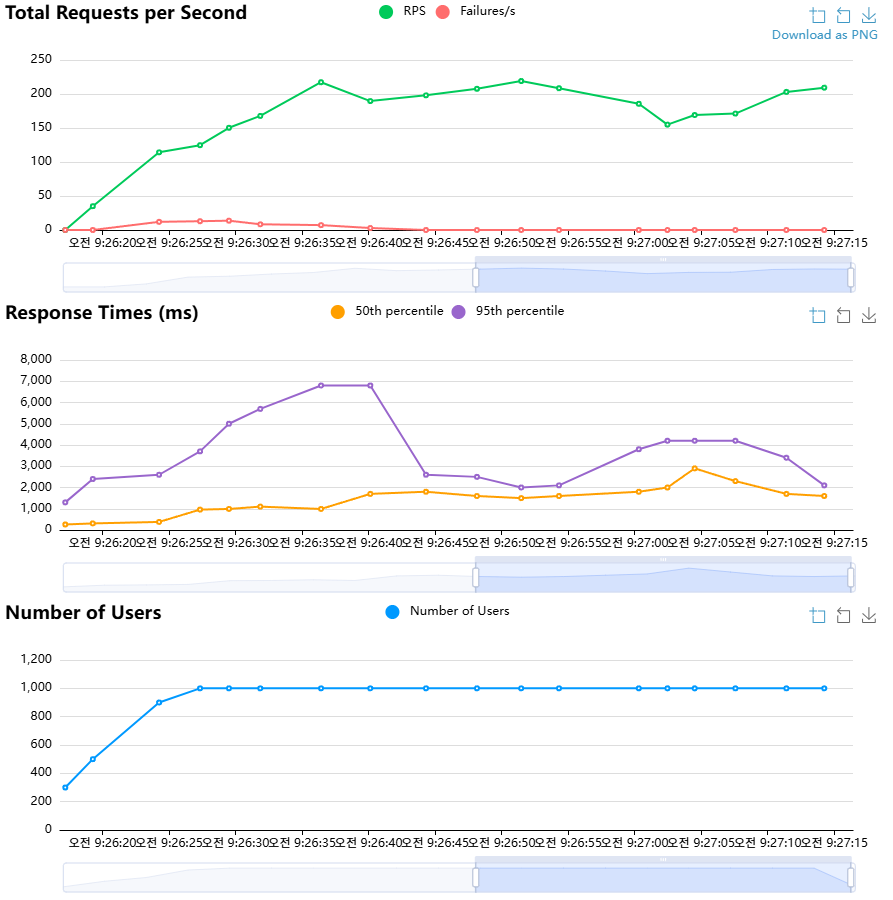 Total Requests per Second
RPS Failures/s
Download as PNG
250
200
150
100
50
0
오전 9:26:20 오전 9:26:25 오전 9:26:30 오전 9:26:35 오전 9:26:40 오전 9:26:45 오전 9:26:50 오전 9:26:55 오전 9:27:00 오전 9:27:05 오전 9:27:10 오전 9:27:15
Response Times (ms)
50th percentile 95th percentile
8,000
7,000
6,000
5,000
4,000
3,000
2,000
1,000
0
오전 9:26:20 오전 9:26:25 오전 9:26:30 오전 9:26:35 오전 9:26:40 오전 9:26:45 오전 9:26:50 오전 9:26:55 오전 9:27:00 오전 9:27:05 오전 9:27:10 오전 9:27:15
Number of Users
Number of Users
1,200
1,000
800
600
400
200
0
오전 9:26:20 오전 9:26:25 오전 9:26:30 오전 9:26:35 오전 9:26:40 오전 9:26:45 오전 9:26:50 오전 9:26:55 오전 9:27:00 오전 9:27:05 오전 9:27:10 오전 9:27:15